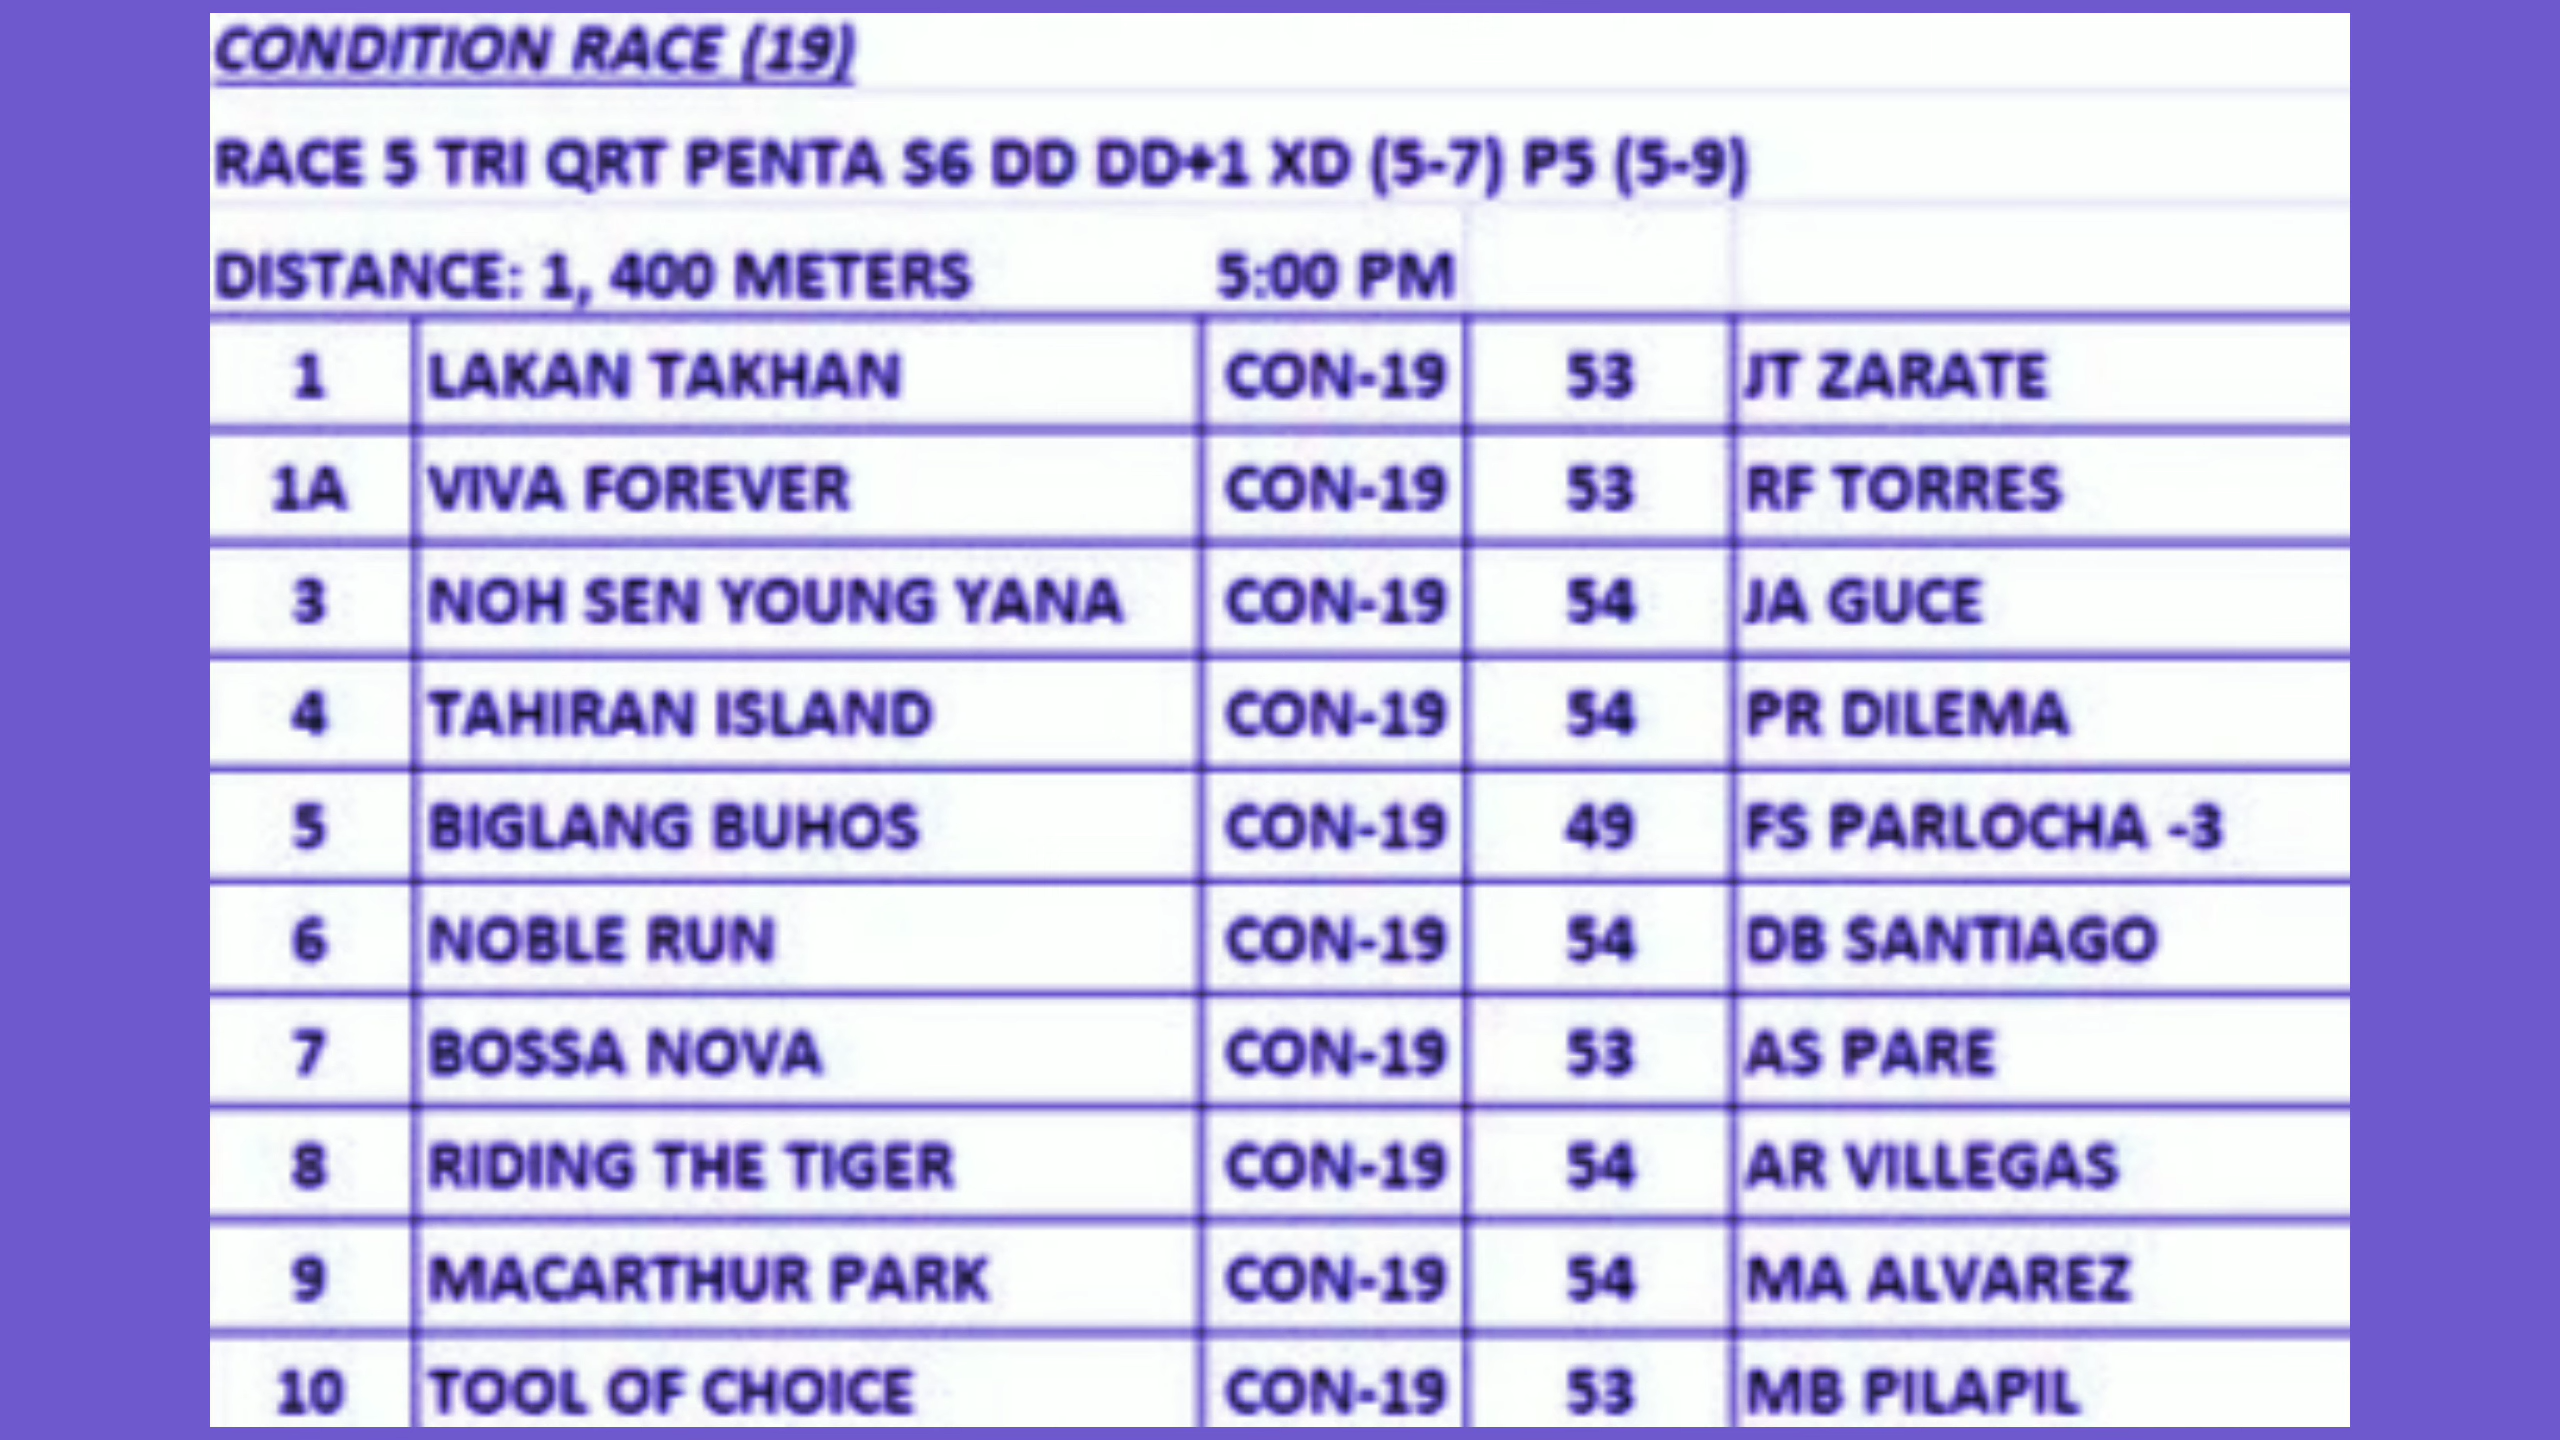 CONDITION RACE (19)
RACE 5 TRI QRT PENTA S6 DD DD+1 XD (5-7) P5 (5-9)
DISTANCE: 1, 400 METERS 5:00 PM
1 LAKAN TAKHAN CON-19 53 JT ZARATE
1A VIVA FOREVER CON-19 53 RF TORRES
3 NOH SEN YOUNG YANA CON-19 54 JA GUCE
4 TAHIRAN ISLAND CON-19 54 PR DILEMA
5 BIGLANG BUHOS CON-19 49 FS PARLOCHA -3
6 NOBLE RUN CON-19 54 DB SANTIAGO
7 BOSSA NOVA CON-19 53 AS PARE
8 RIDING THE TIGER CON-19 54 AR VILLEGAS
9 MACARTHUR PARK CON-19 54 MA ALVAREZ
10 TOOL OF CHOICE CON-19 53 MB PILAPIL